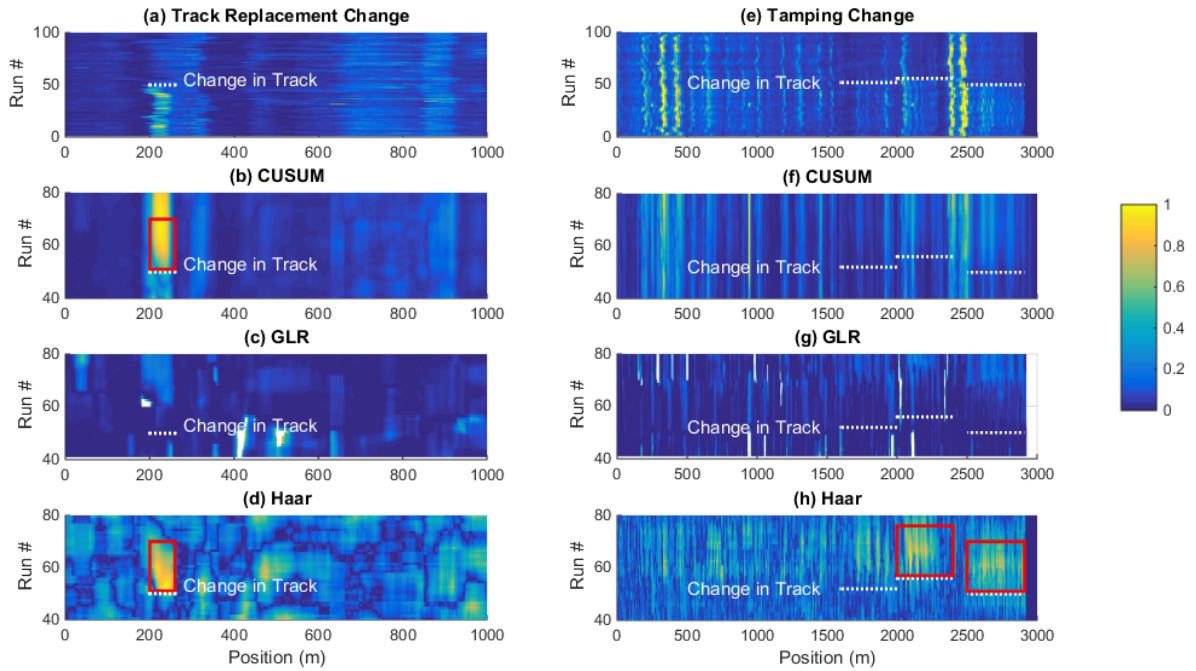 (a) Track Replacement Change
100
50
0
Run #
Change in Track
0 200 400 600 800 1000
(b) CUSUM
80
60
40
Run #
Change in Track
0 200 400 600 800 1000
(c) GLR
80
60
40
Run #
Change in Track
0 200 400 600 800 1000
(d) Haar
80
60
40
Run #
Change in Track
0 200 400 600 800 1000
Position (m)
(e) Tamping Change
100
50
0
Run #
Change in Track
0 500 1000 1500 2000 2500 3000
(f) CUSUM
80
60
40
Run #
Change in Track
0 500 1000 1500 2000 2500 3000
(g) GLR
80
60
40
Run #
Change in Track
0 500 1000 1500 2000 2500 3000
(h) Haar
80
60
40
Run #
Change in Track
0 500 1000 1500 2000 2500 3000
Position (m)
1
0.8
0.6
0.4
0.2
0